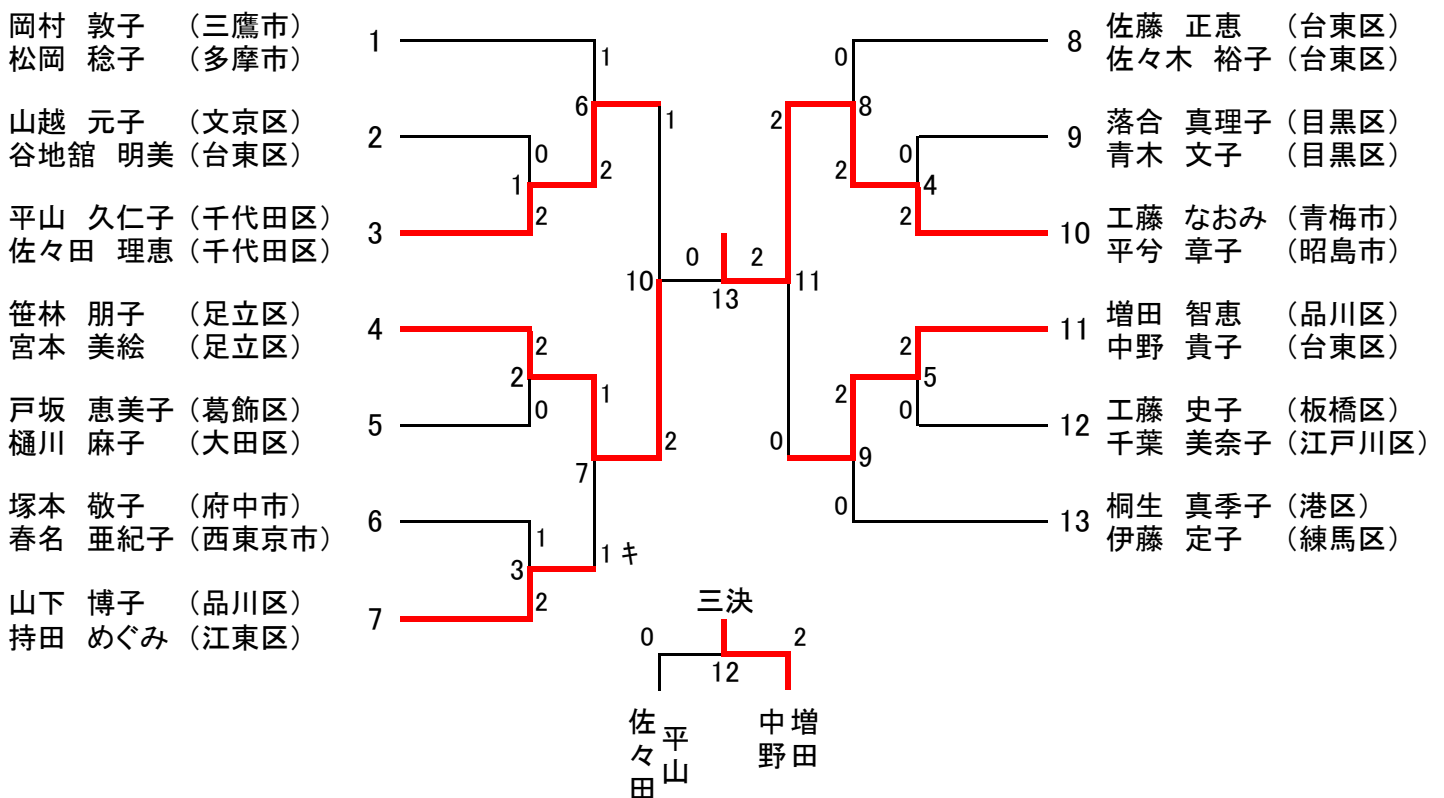 岡村 敦子 （三鷹市）
松岡 稔子 （多摩市）
1
山越 元子 （文京区）
谷地舘 明美 （台東区）
2
平山 久仁子 （千代田区）
佐々田 理恵 （千代田区）
3
笹林 朋子 （足立区）
宮本 美絵 （足立区）
4
戸坂 恵美子 （葛飾区）
樋川 麻子 （大田区）
5
塚本 敬子 （府中市）
春名 亜紀子 （西東京市）
6
山下 博子 （品川区）
持田 めぐみ （江東区）
7
1
6
2
0
1
2
2
2
0
1
7
1 キ
1
3
2
1
10
2
0
13
2
2
11
0
0
8
2
0
4
2
2
5
0
2
9
0
8
佐藤 正恵 （台東区）
佐々木 裕子 （台東区）
9
落合 真理子 （目黒区）
青木 文子 （目黒区）
10
工藤 なおみ （青梅市）
平兮 章子 （昭島市）
11
増田 智恵 （品川区）
中野 貴子 （台東区）
12
工藤 史子 （板橋区）
千葉 美奈子 （江戸川区）
13
桐生 真季子 （港区）
伊藤 定子 （練馬区）
三決
0
12
2
平山
佐々田
増田
中野